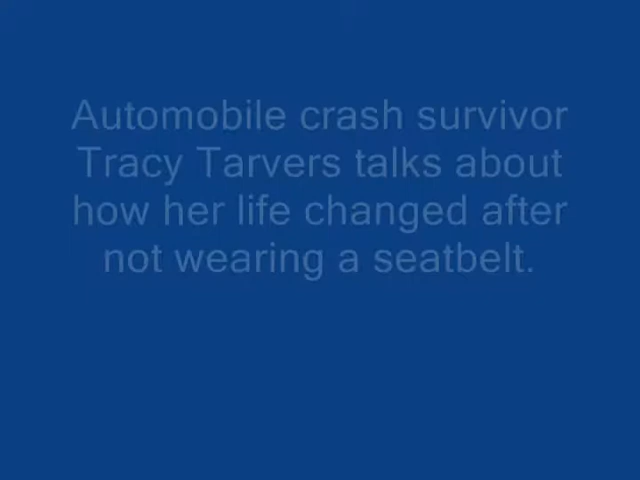 Automobile crash survivor
Tracy Tarvers talks about
how her life changed after
not wearing a seatbelt.